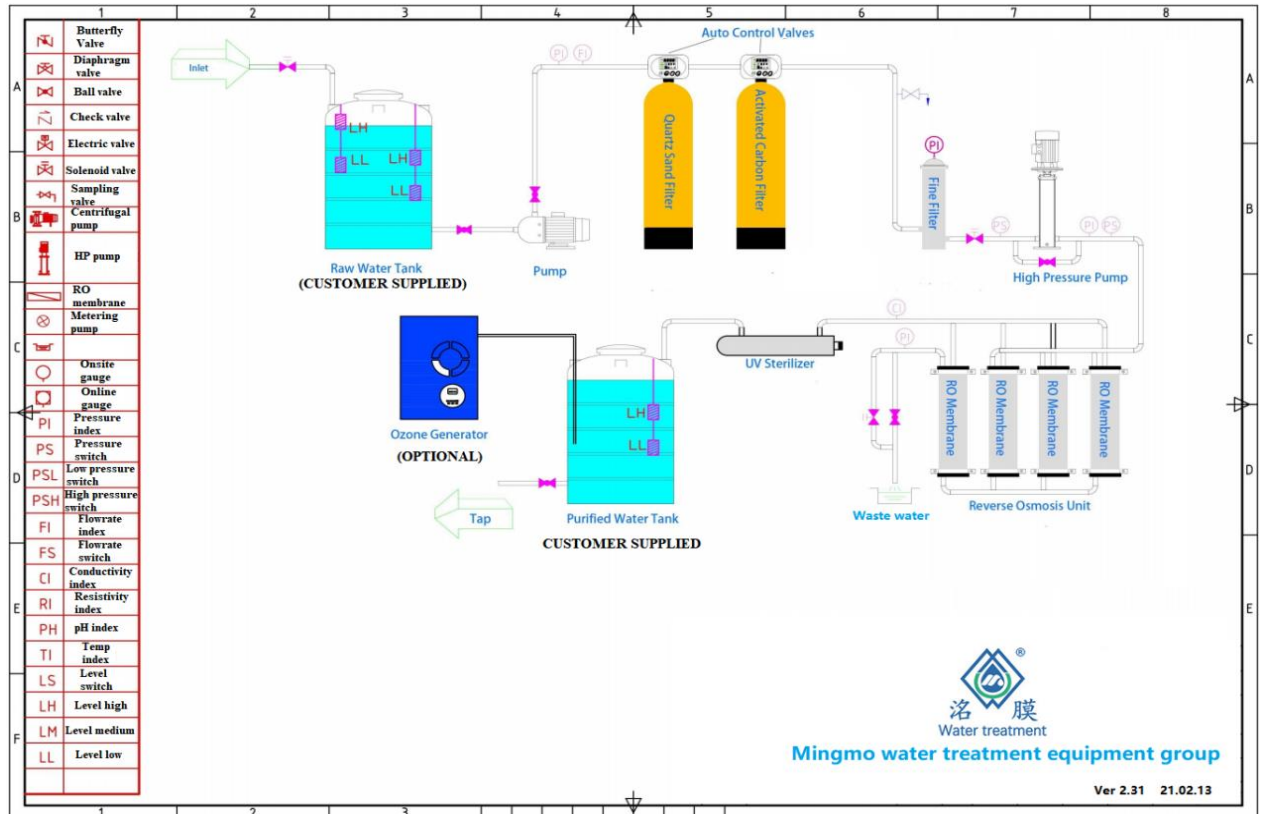 1 2 3 4 5 6 7 8
A
B
C
D
E
F
Butterfly
Valve
Diaphragm
valve
Ball valve
Check valve
Electric valve
Solenoid valve
Sampling
valve
Centrifugal
pump
HP pump
RO
membrane
Metering
pump
Onsite
gauge
Online
gauge
PI Pressure
index
PS Pressure
switch
PSL Low pressure
switch
PSH High pressure
switch
FI Flowrate
index
FS Flowrate
switch
CI Conductivity
index
RI Resistivity
index
PH pH index
TI Temp
index
LS Level
switch
LH Level high
LM Level medium
LL Level low
Inlet
LH
LL
LH
LL
Raw Water Tank
(CUSTOMER SUPPLIED)
Pump
PI FI
Auto Control Valves
Quartz Sand Filter
Activated Carbon Filter
PI
Fine Filter
PS
PI PS
High Pressure Pump
Ozone Generator
(OPTIONAL)
LH
LL
Tap
Purified Water Tank
CUSTOMER SUPPLIED
UV Sterilizer
CI
PI
Waste water
RO Membrane
RO Membrane
RO Membrane
RO Membrane
Reverse Osmosis Unit
A
B
C
D
E
®
洺 膜
Water treatment
Mingmo water treatment equipment group
Ver 2.31 21.02.13
1 2 3 4 5